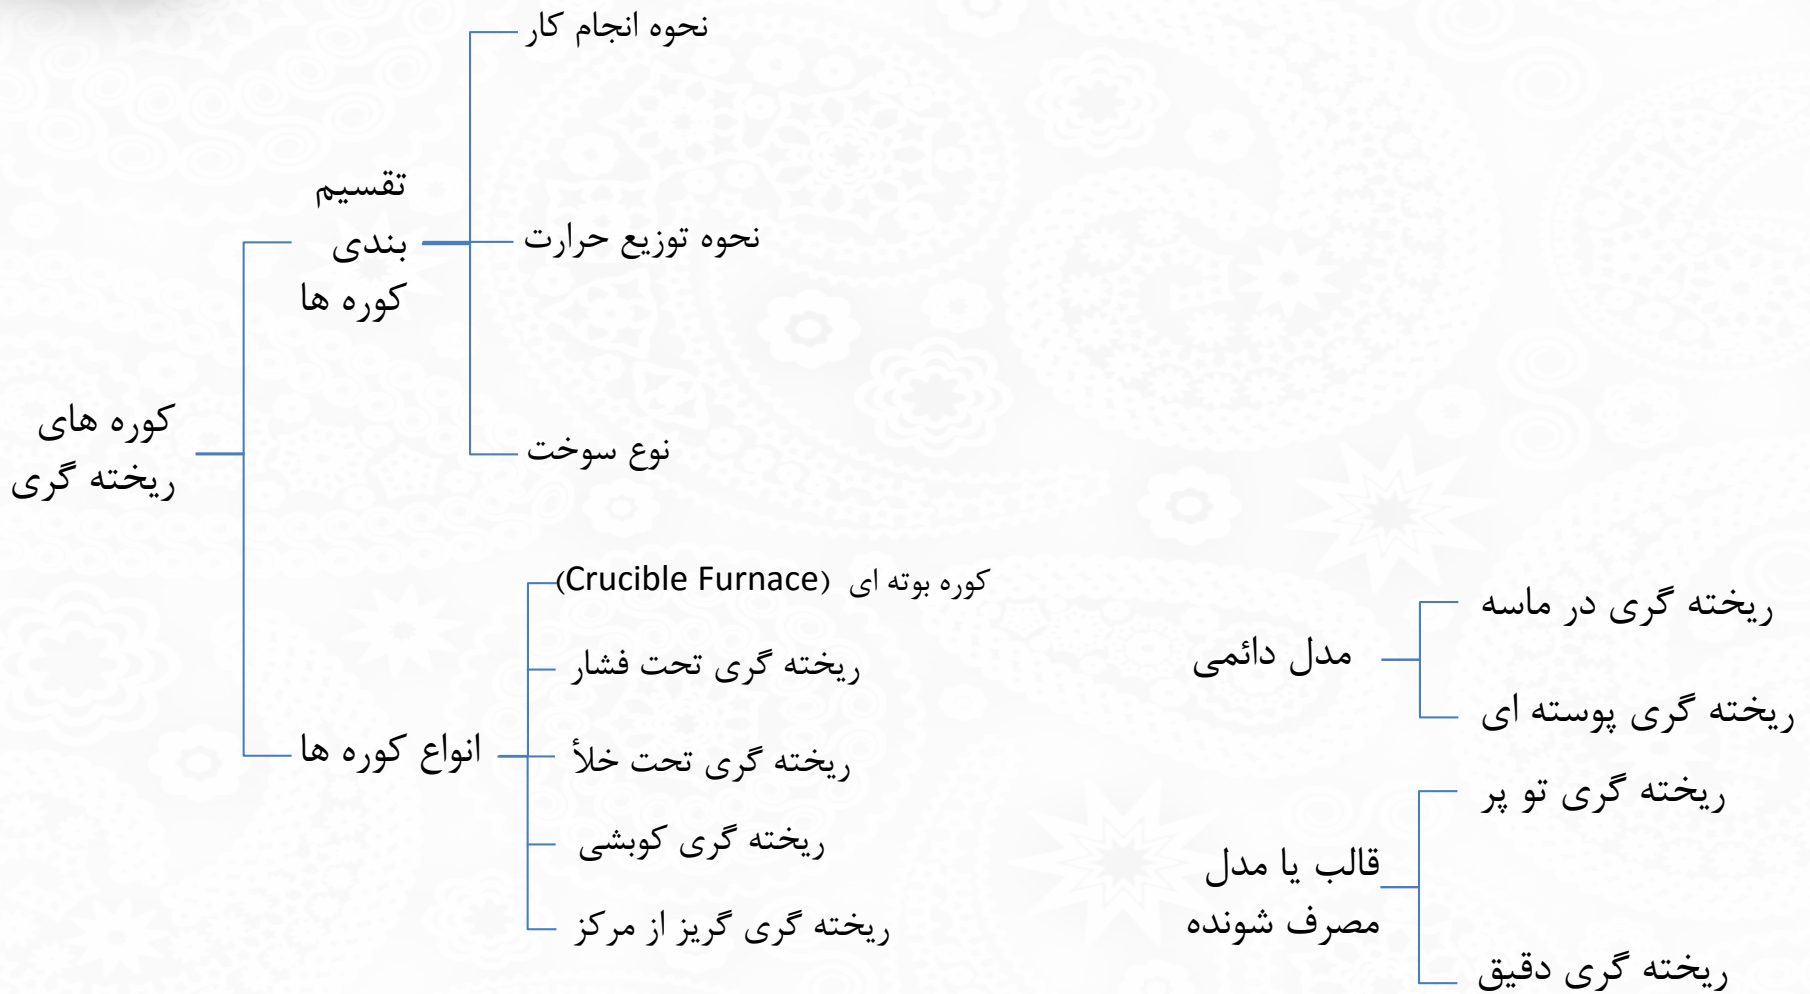 نحوه انجام کار
تقسیم
بندی
کوره ها
نحوه توزیع حرارت
نوع سوخت
کوره های
ریخته گری
انواع کوره ها
کوره بوته ای (Crucible Furnace)
ریخته گری تحت فشار
ریخته گری تحت خلأ
ریخته گری کوبشی
ریخته گری گریز از مرکز
مدل دائمی
ریخته گری در ماسه
ریخته گری پوسته ای
قالب یا مدل
مصرف شونده
ریخته گری تو پر
ریخته گری دقیق